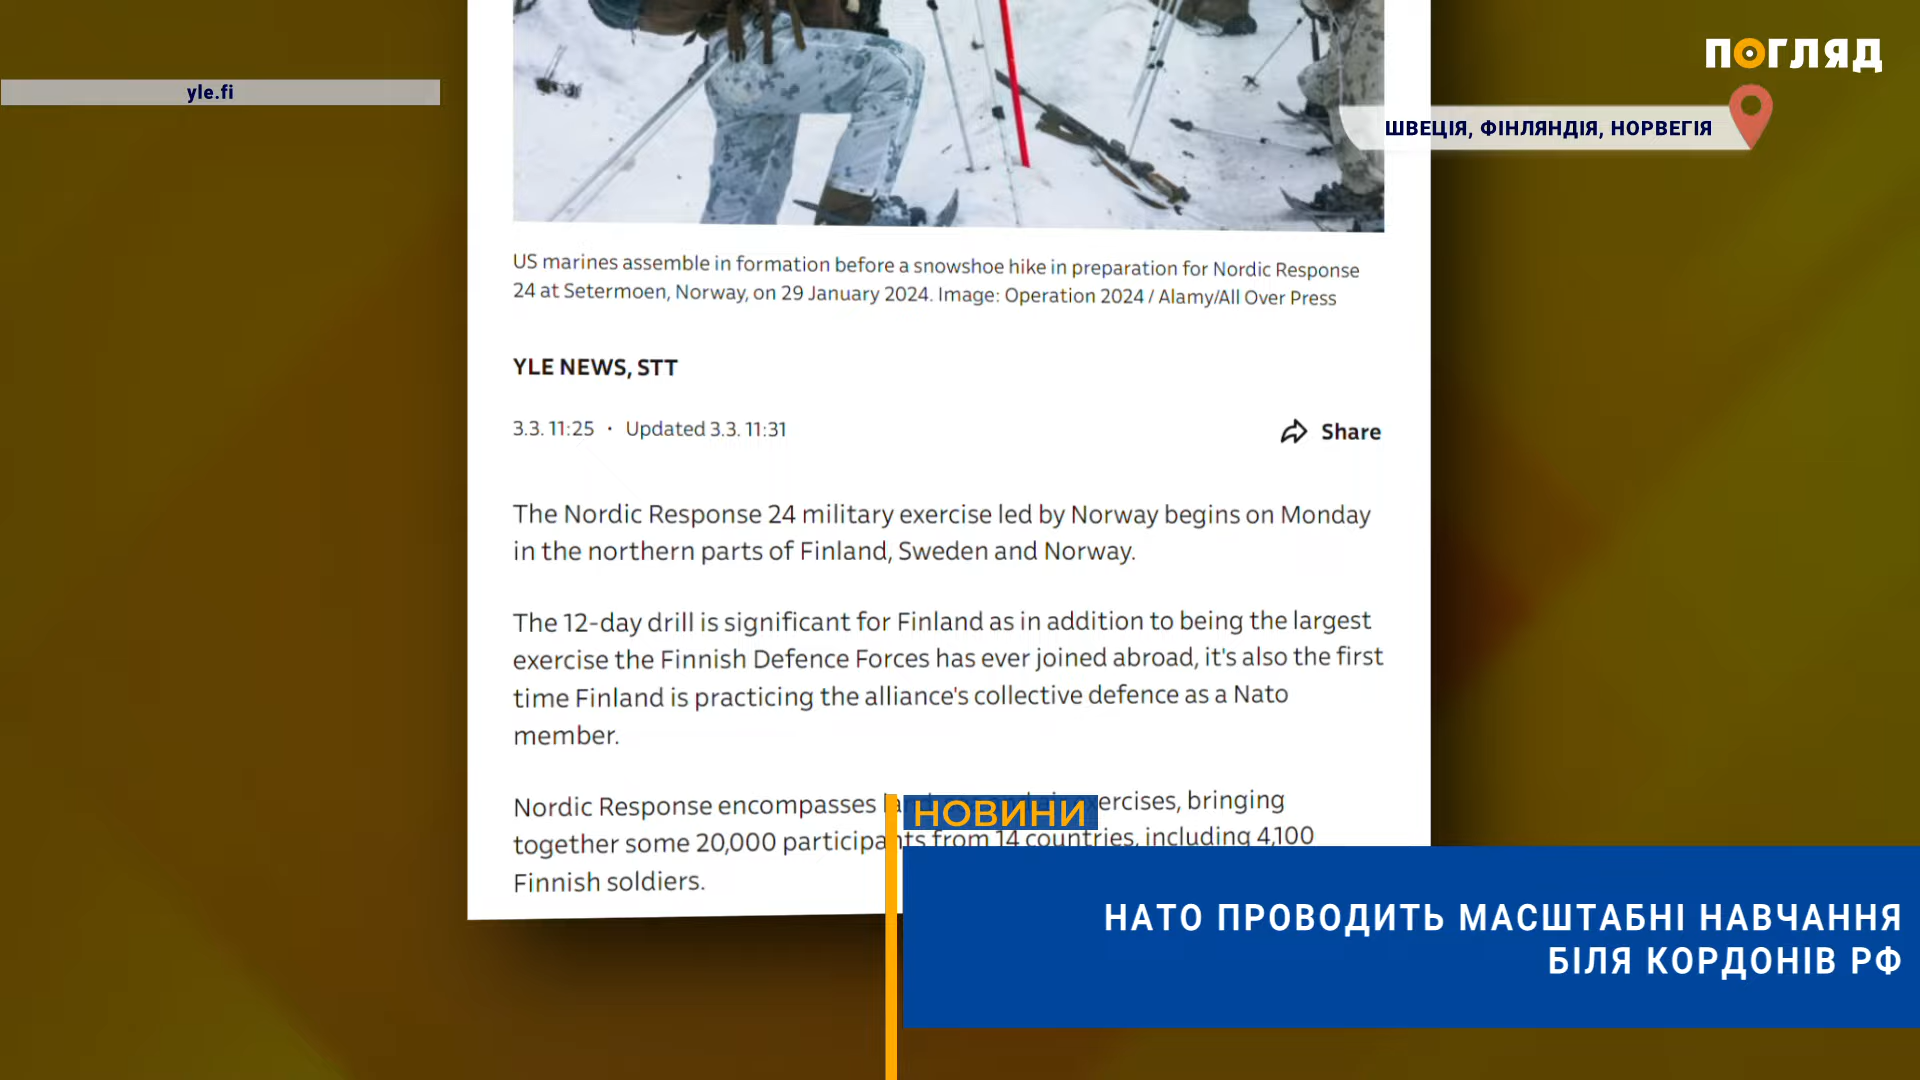 ПОГЛЯД
yle.fi
ШВЕЦІЯ, ФІНЛЯНДІЯ, НОРВЕГІЯ
US marines assemble in formation before a snowshoe hike in preparation for Nordic Response
24 at Setermoen, Norway, on 29 January 2024. Image: Operation 2024 / Alamy/All Over Press
YLE NEWS, STT
3.3. 11:25 · Updated 3.3. 11:31
Share
The Nordic Response 24 military exercise led by Norway begins on Monday
in the northern parts of Finland, Sweden and Norway.
The 12-day drill is significant for Finland as in addition to being the largest
exercise the Finnish Defence Forces has ever joined abroad, it's also the first
time Finland is practicing the alliance's collective defence as a Nato
member.
Nordic Response encompasses bringing
together some 20,000 participants from 14 countries, including 4,100
Finnish soldiers.
НОВИНИ
НАТО ПРОВОДИТЬ МАСШТАБНІ НАВЧАННЯ
БІЛЯ КОРДОНІВ РФ